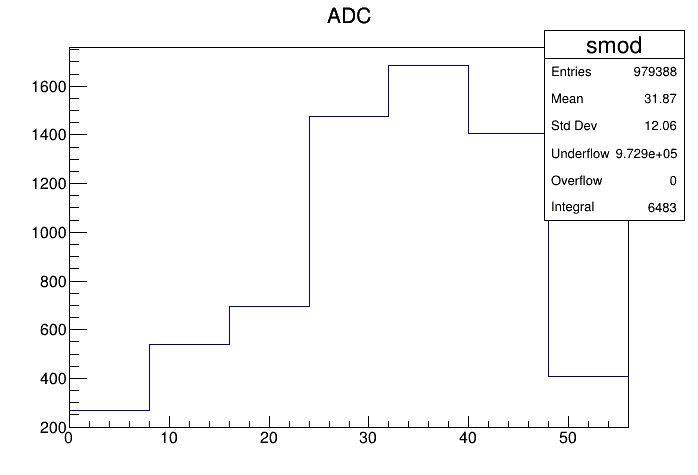 ADC
smod
Entries 979388
Mean 31.87
Std Dev 12.06
Underflow 9.729e+05
Overflow 0
Integral 6483
1600
1400
1200
1000
800
600
400
200
0 10 20 30 40 50